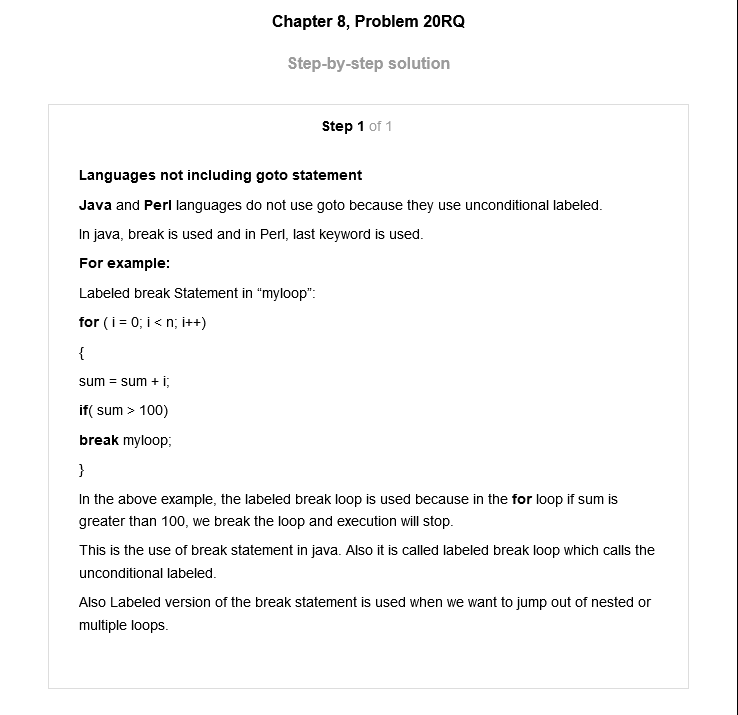 Chapter 8, Problem 20RQ
Step-by-step solution
Step 1 of 1
Languages not including goto statement
Java and Perl languages do not use goto because they use unconditional labeled.
In java, break is used and in Perl, last keyword is used.
For example:
Labeled break Statement in “myloop”:
for ( i = 0; i < n; i++)
{
sum = sum + i;
if( sum > 100)
break myloop;
}
In the above example, the labeled break loop is used because in the for loop if sum is
greater than 100, we break the loop and execution will stop.
This is the use of break statement in java. Also it is called labeled break loop which calls the
unconditional labeled.
Also Labeled version of the break statement is used when we want to jump out of nested or
multiple loops.